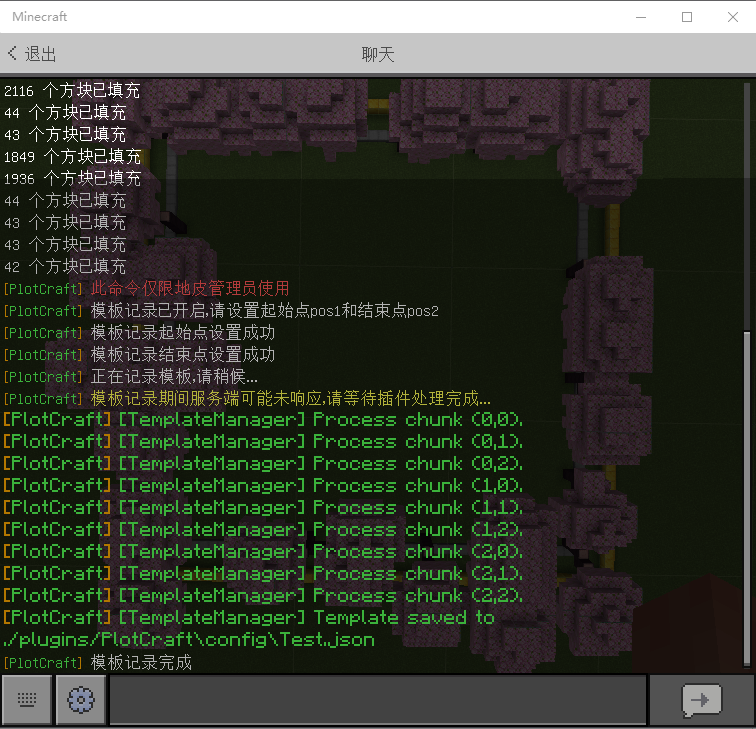 Minecraft
退出
聊天
2116 个方块已填充
44 个方块已填充
43 个方块已填充
1849 个方块已填充
1936 个方块已填充
44 个方块已填充
43 个方块已填充
43 个方块已填充
42 个方块已填充
[PlotCraft] 此命令仅限地皮管理员使用
[PlotCraft] 模板记录已开启,请设置起始点pos1和结束点pos2
[PlotCraft] 模板记录起始点设置成功
[PlotCraft] 模板记录结束点设置成功
[PlotCraft] 正在记录模板,请稍候...
[PlotCraft] 模板记录期间服务端可能未响应,请等待插件处理完成...
[PlotCraft] [TemplateManager] Process chunk (0,0).
[PlotCraft] [TemplateManager] Process chunk (0,1).
[PlotCraft] [TemplateManager] Process chunk (0,2).
[PlotCraft] [TemplateManager] Process chunk (1,0).
[PlotCraft] [TemplateManager] Process chunk (1,1).
[PlotCraft] [TemplateManager] Process chunk (1,2).
[PlotCraft] [TemplateManager] Process chunk (2,0).
[PlotCraft] [TemplateManager] Process chunk (2,1).
[PlotCraft] [TemplateManager] Process chunk (2,2).
[PlotCraft] [TemplateManager] Template saved to
./plugins/PlotCraft\config\Test.json
[PlotCraft] 模板记录完成